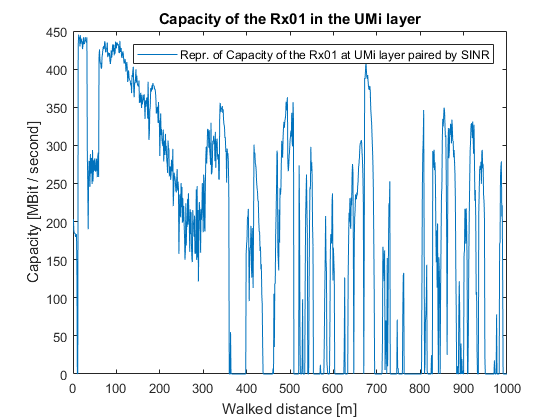 Capacity of the Rx01 in the UMi layer
Repr. of Capacity of the Rx01 at UMi layer paired by SINR
Capacity [MBit / second]
450
400
350
300
250
200
150
100
50
0
0 100 200 300 400 500 600 700 800 900 1000
Walked distance [m]